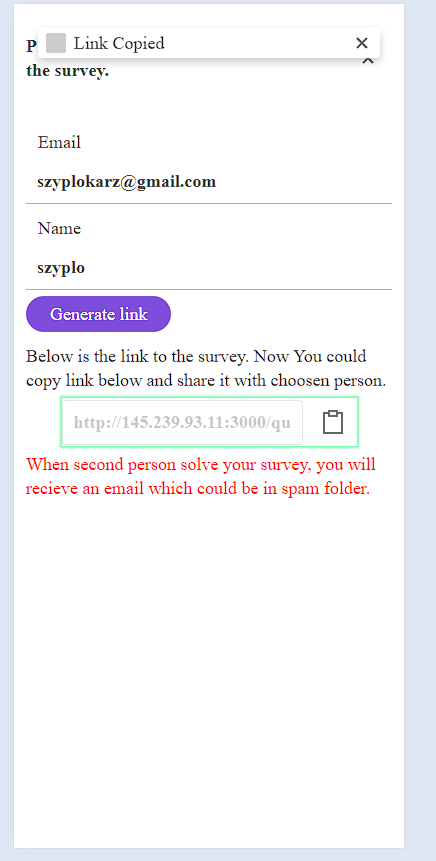 Link Copied
P
the survey.
Email
szyplokarz@gmail.com
Name
szyplo
Generate link
Below is the link to the survey. Now You could
copy link below and share it with choosen person.
http://145.239.93.11:3000/qu
When second person solve your survey, you will
recieve an email which could be in spam folder.